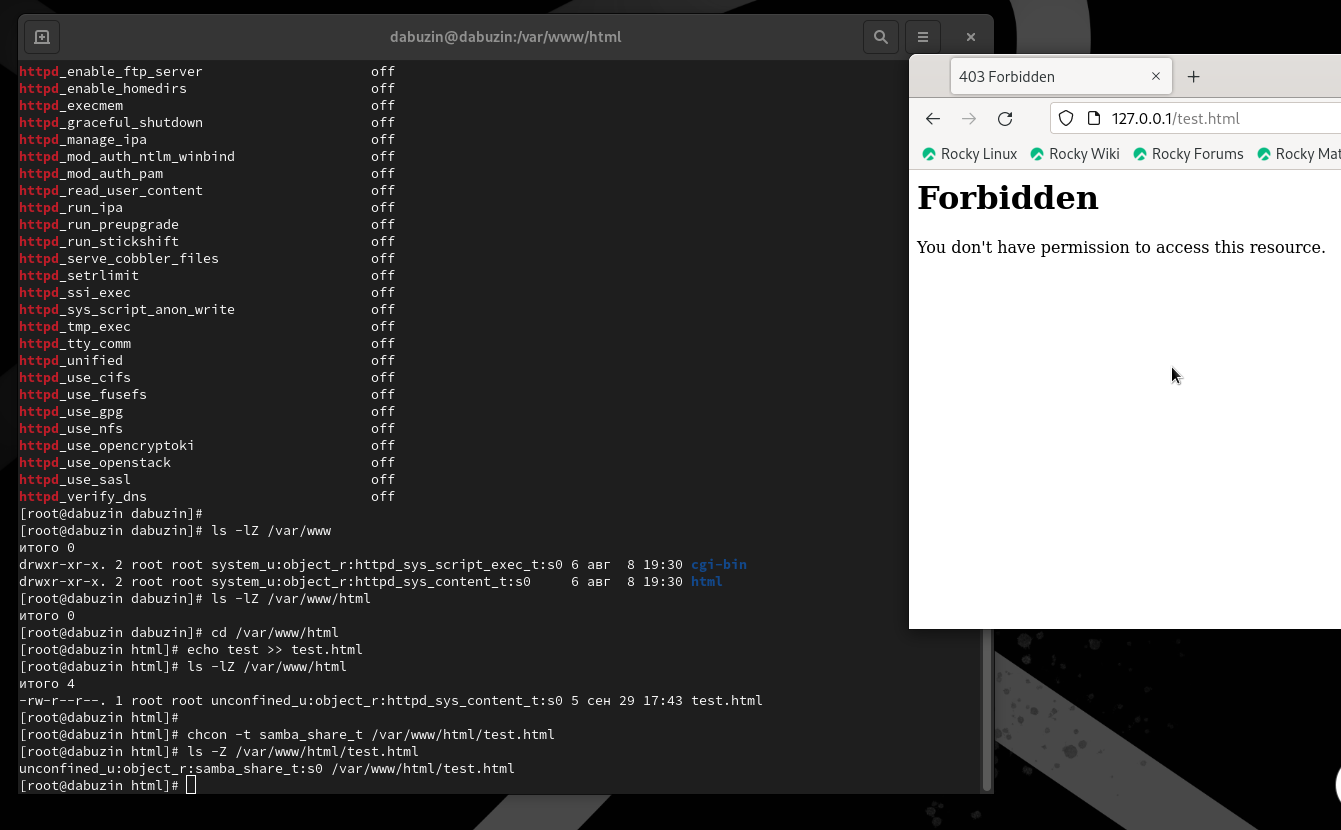 dabuzin@dabuzin:/var/www/html
httpd_enable_ftp_server off
httpd_enable_homedirs off
httpd_execmem off
httpd_graceful_shutdown off
httpd_manage_ipa off
httpd_mod_auth_ntlm_winbind off
httpd_mod_auth_pam off
httpd_read_user_content off
httpd_run_ipa off
httpd_run_preupgrade off
httpd_run_stickshift off
httpd_serve_cobbler_files off
httpd_setrlimit off
httpd_ssi_exec off
httpd_sys_script_anon_write off
httpd_tmp_exec off
httpd_tty_comm off
httpd_unified off
httpd_use_cifs off
httpd_use_fusefs off
httpd_use_gpg off
httpd_use_nfs off
httpd_use_opencryptoki off
httpd_use_openstack off
httpd_use_sasl off
httpd_verify_dns off
[root@dabuzin dabuzin]#
[root@dabuzin dabuzin]# ls -lZ /var/www
итого 0
drwxr-xr-x. 2 root root system_u:object_r:httpd_sys_script_exec_t:s0 6 авг  8 19:30 cgi-bin
drwxr-xr-x. 2 root root system_u:object_r:httpd_sys_content_t:s0     6 авг  8 19:30 html
[root@dabuzin dabuzin]# ls -lZ /var/www/html
итого 0
[root@dabuzin dabuzin]# cd /var/www/html
[root@dabuzin html]# echo test >> test.html
[root@dabuzin html]# ls -lZ /var/www/html
итого 4
-rw-r--r--. 1 root root unconfined_u:object_r:httpd_sys_content_t:s0 5 сен 29 17:43 test.html
[root@dabuzin html]#
[root@dabuzin html]# chcon -t samba_share_t /var/www/html/test.html
[root@dabuzin html]# ls -Z /var/www/html/test.html
unconfined_u:object_r:samba_share_t:s0 /var/www/html/test.html
[root@dabuzin html]#
403 Forbidden
127.0.0.1/test.html
Rocky Linux Rocky Wiki Rocky Forums Rocky Mat
Forbidden
You don't have permission to access this resource.